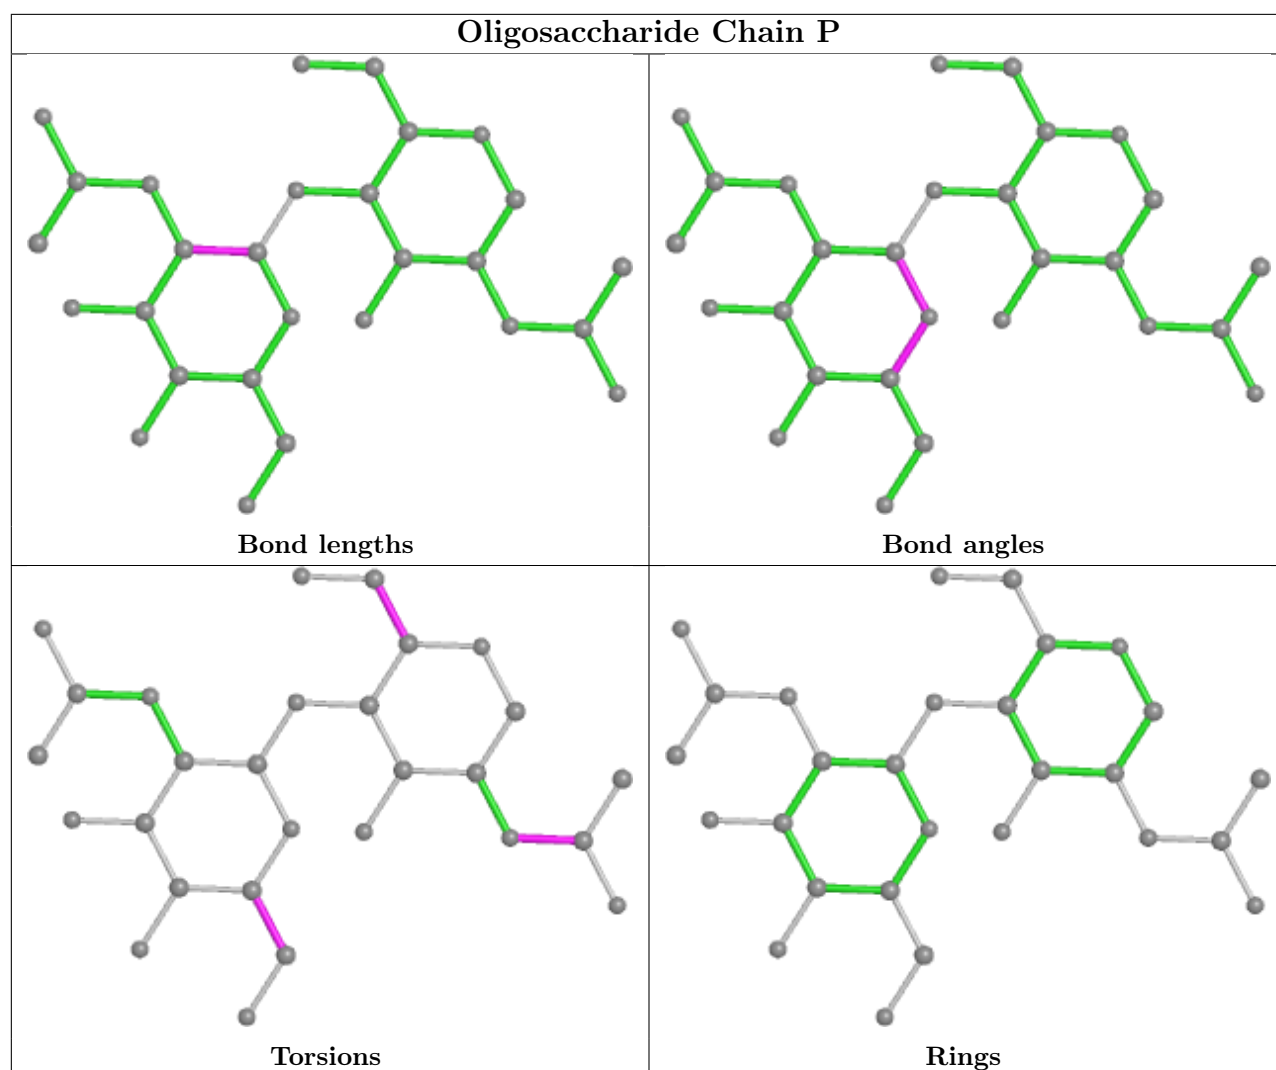 Oligosaccharide Chain P
Bond lengths
Bond angles
Torsions
Rings